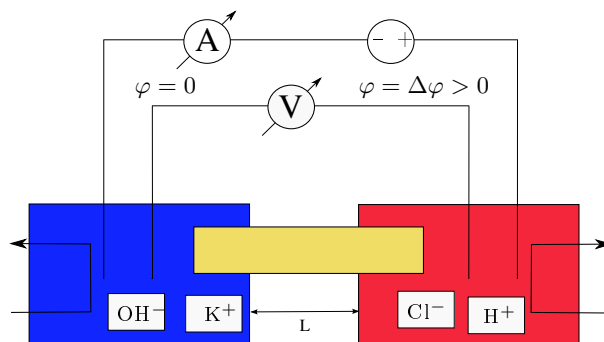 A
- +
φ = 0
φ = Δφ > 0
V
OH⁻
K⁺
L
Cl⁻
H⁺